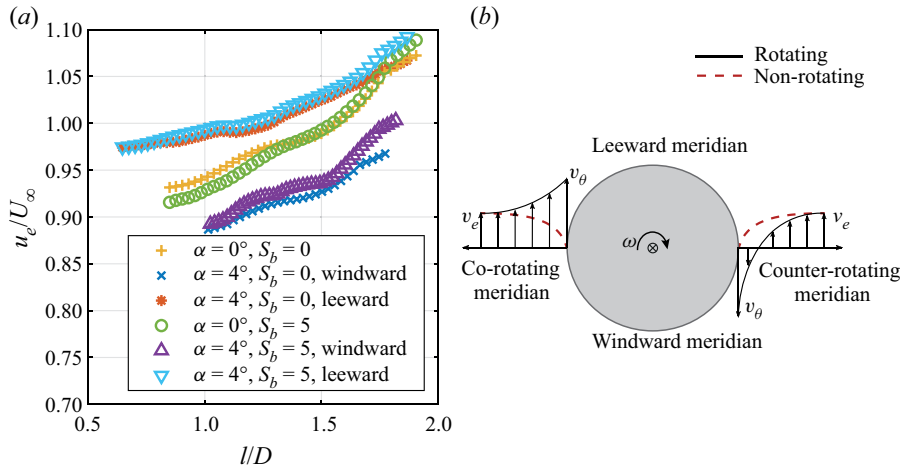 (a)
1.10
1.05
1.00
0.95
0.90
0.85
0.80
0.75
0.70
u_e/U_∞
0.5
1.0
1.5
2.0
l/D
α = 0°, S_b = 0
α = 4°, S_b = 0, windward
α = 4°, S_b = 0, leeward
α = 0°, S_b = 5
α = 4°, S_b = 5, windward
α = 4°, S_b = 5, leeward
(b)
Rotating
Non-rotating
Leeward meridian
v_θ
v_e
v_e
ω
Co-rotating
meridian
Counter-rotating
meridian
v_θ
Windward meridian